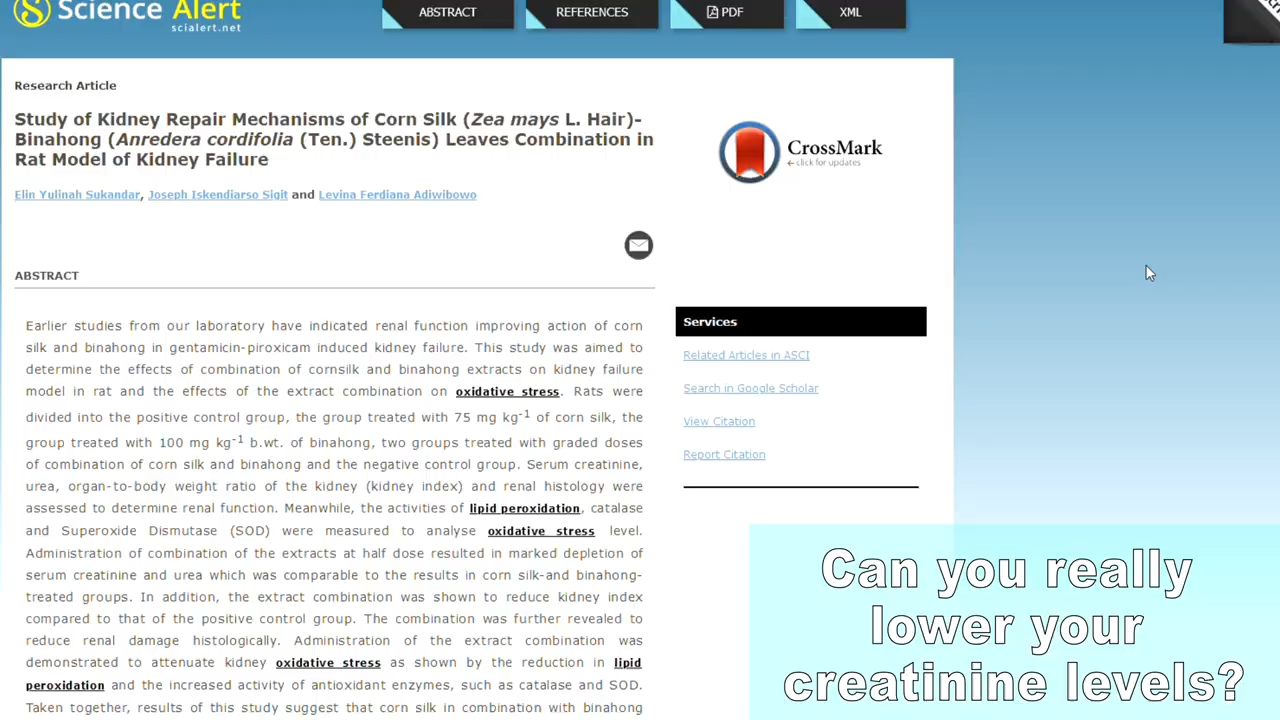 Science Alert
scialert.net
ABSTRACT
REFERENCES
PDF
XML
Research Article
Study of Kidney Repair Mechanisms of Corn Silk (Zea mays L. Hair)-
Binahong (Anredera cordifolia (Ten.) Steenis) Leaves Combination in
Rat Model of Kidney Failure
Elin Yulinah Sukandar, Joseph Iskendiarso Sigit and Levina Ferdiana Adiwibowo
CrossMark
click for updates
ABSTRACT
Earlier studies from our laboratory have indicated renal function improving action of corn
silk and binahong in gentamicin-piroxicam induced kidney failure. This study was aimed to
determine the effects of combination of cornsilk and binahong extracts on kidney failure
model in rat and the effects of the extract combination on oxidative stress. Rats were
divided into the positive control group, the group treated with 75 mg kg-1 of corn silk, the
group treated with 100 mg kg-1 b.wt. of binahong, two groups treated with graded doses
of combination of corn silk and binahong and the negative control group. Serum creatinine,
urea, organ-to-body weight ratio of the kidney (kidney index) and renal histology were
assessed to determine renal function. Meanwhile, the activities of lipid peroxidation, catalase
and Superoxide Dismutase (SOD) were measured to analyse oxidative stress level.
Administration of combination of the extracts at half dose resulted in marked depletion of
serum creatinine and urea which was comparable to the results in corn silk-and binahong-
treated groups. In addition, the extract combination was shown to reduce kidney index
compared to that of the positive control group. The combination was further revealed to
reduce renal damage histologically. Administration of the extract combination was
demonstrated to attenuate kidney oxidative stress as shown by the reduction in lipid
peroxidation and the increased activity of antioxidant enzymes, such as catalase and SOD.
Taken together, results of this study suggest that corn silk in combination with binahong
Services
Related Articles in ASCI
Search in Google Scholar
View Citation
Report Citation
Can you really
lower your
creatinine levels?